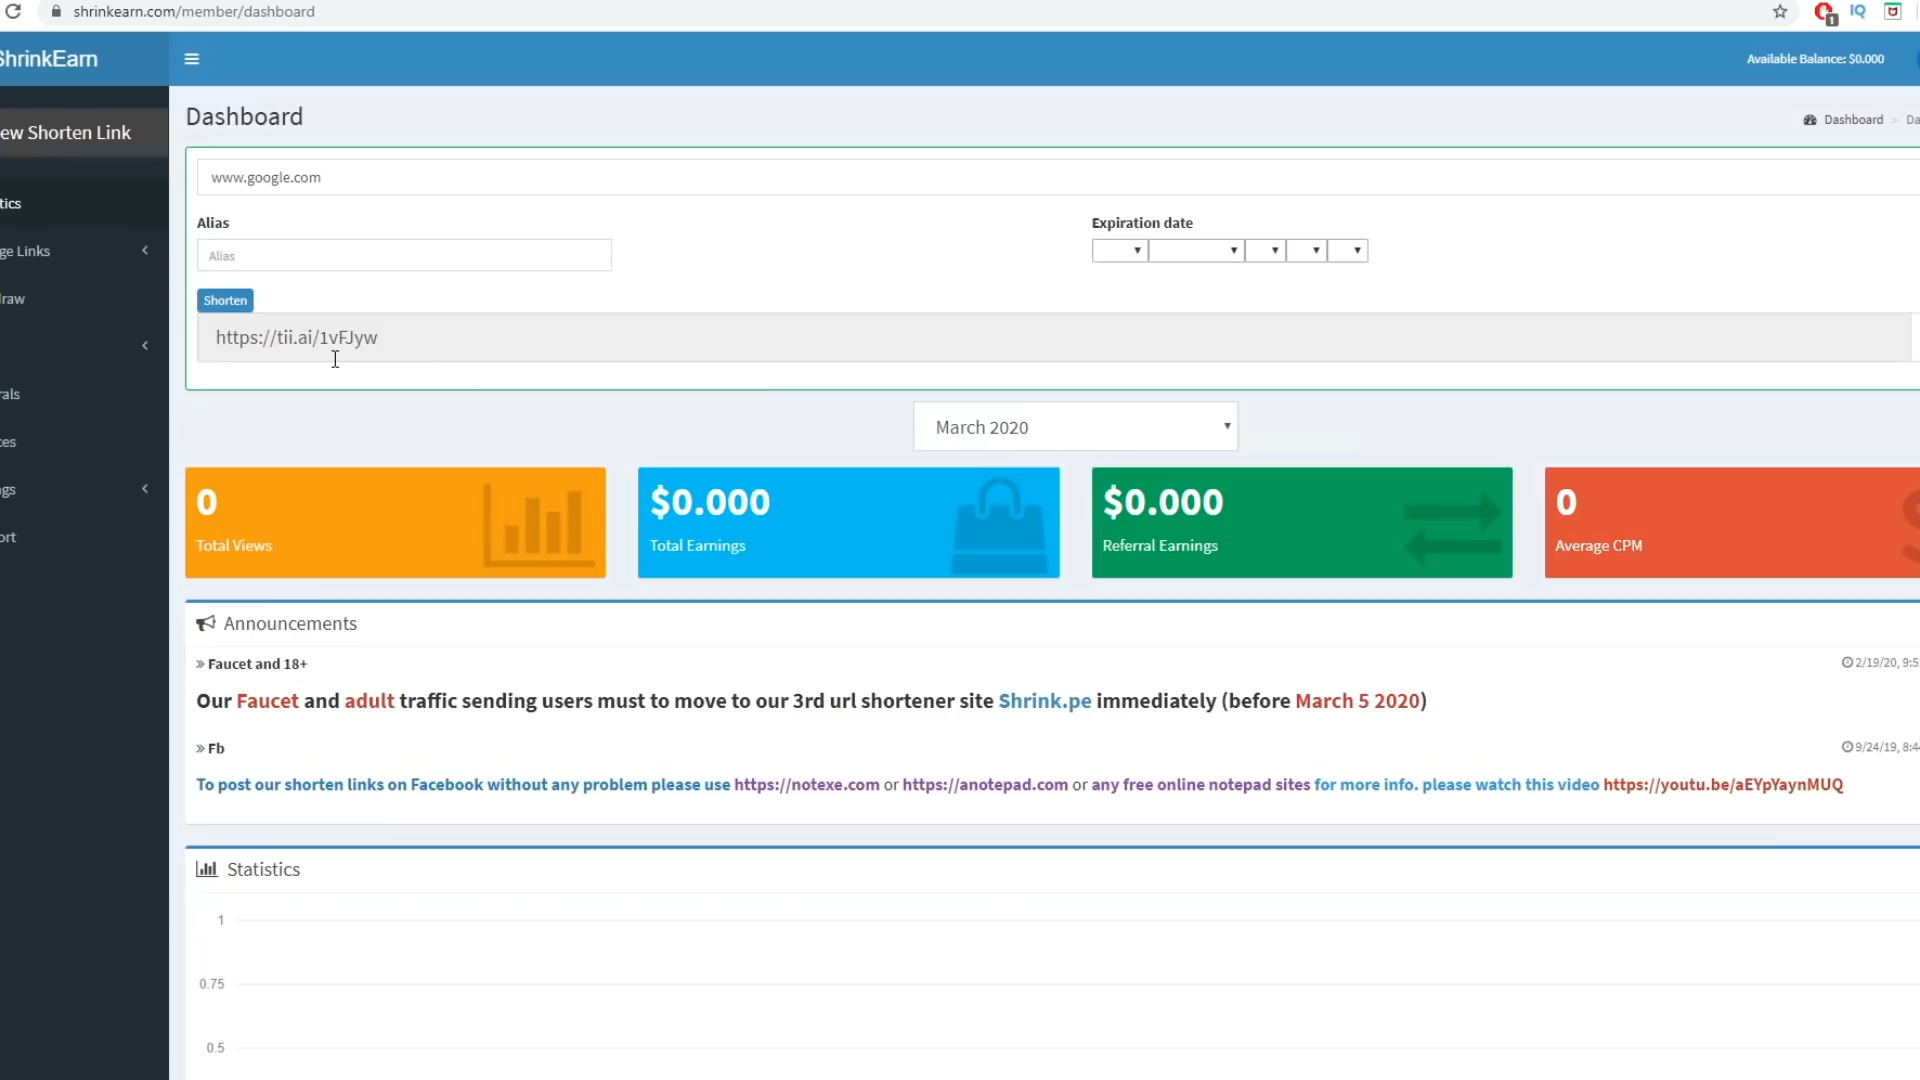 shrinkearn.com/member/dashboard
1
IQ
ShrinkEarn
Available Balance: $0.000
ew Shorten Link
Dashboard
Dashboard > Da
www.google.com
tics
Alias
Expiration date
ge Links
Alias
raw
Shorten
https://tii.ai/1vFJyw
rals
March 2020
ces
gs
ort
0
Total Views
$0.000
Total Earnings
$0.000
Referral Earnings
0
Average CPM
Announcements
» Faucet and 18+
2/19/20, 9:5
Our Faucet and adult traffic sending users must to move to our 3rd url shortener site Shrink.pe immediately (before March 5 2020)
» Fb
9/24/19, 8:4
To post our shorten links on Facebook without any problem please use https://notexe.com or https://anotepad.com or any free online notepad sites for more info. please watch this video https://youtu.be/aEYpYaynMUQ
Statistics
1
0.75
0.5